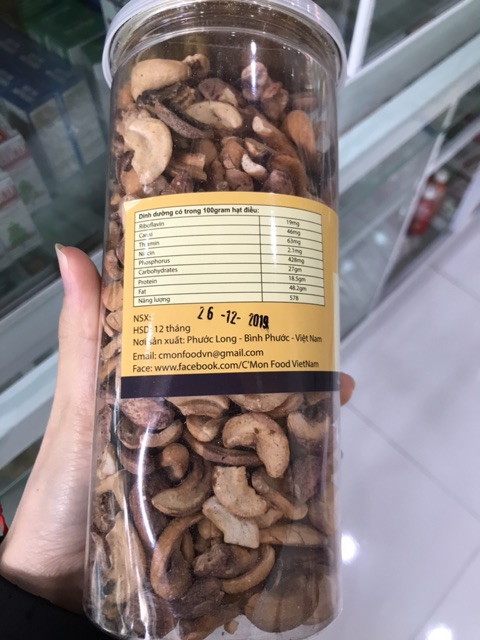 Dinh dưỡng có trong 100gram hạt điều:
Riboflavin 19mg
Canxi 46mg
Thiamin 63mg
Niacin 2.1mg
Phosphorus 428mg
Carbohydrates 27gm
Protein 18.5gm
Fat 48.2gm
Năng lượng 578
NSX: 26 -12- 2019
HSD: 12 tháng
Nơi sản xuất: Phước Long - Bình Phước - Việt Nam
Email: cmonfoodvn@gmail.com
Face: www.facebook.com/C'Mon Food VietNam